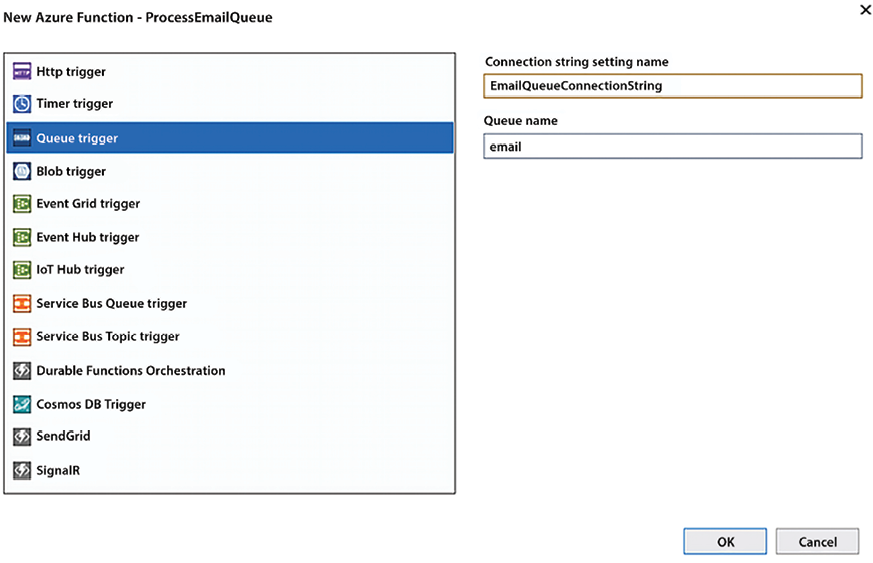 New Azure Function - ProcessEmailQueue
Http trigger
Timer trigger
Queue trigger
Blob trigger
Event Grid trigger
Event Hub trigger
IoT Hub trigger
Service Bus Queue trigger
Service Bus Topic trigger
Durable Functions Orchestration
Cosmos DB Trigger
SendGrid
SignalR
Connection string setting name
EmailQueueConnectionString
Queue name
email
OK
Cancel